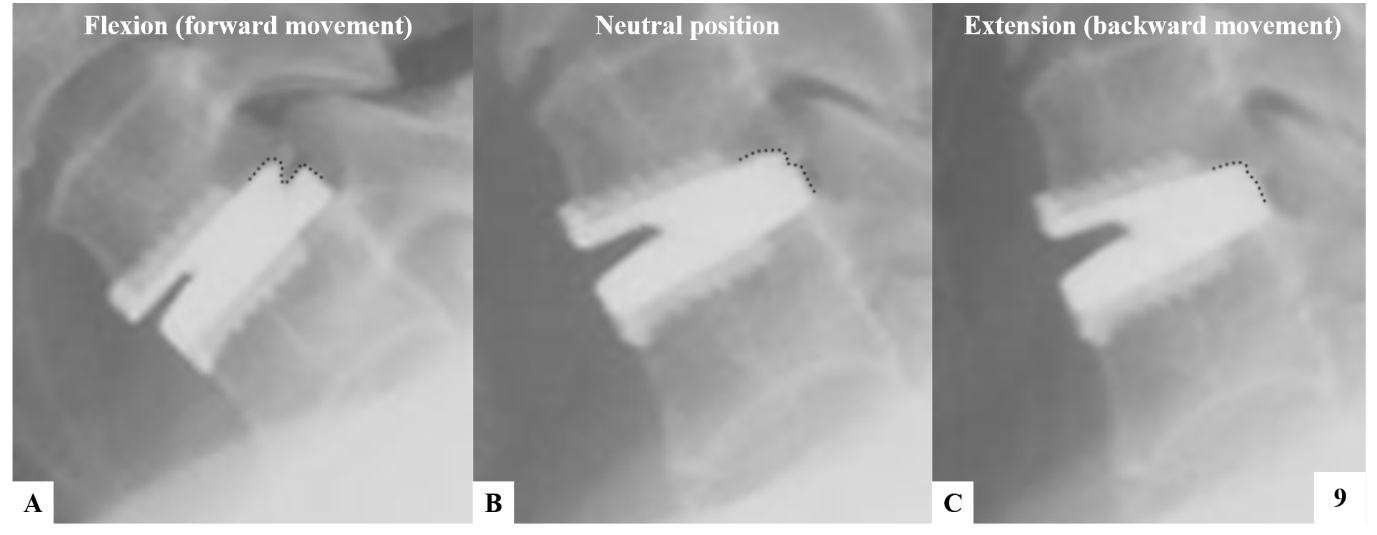 Flexion (forward movement)
Neutral position
Extension (backward movement)
A
B
C
9